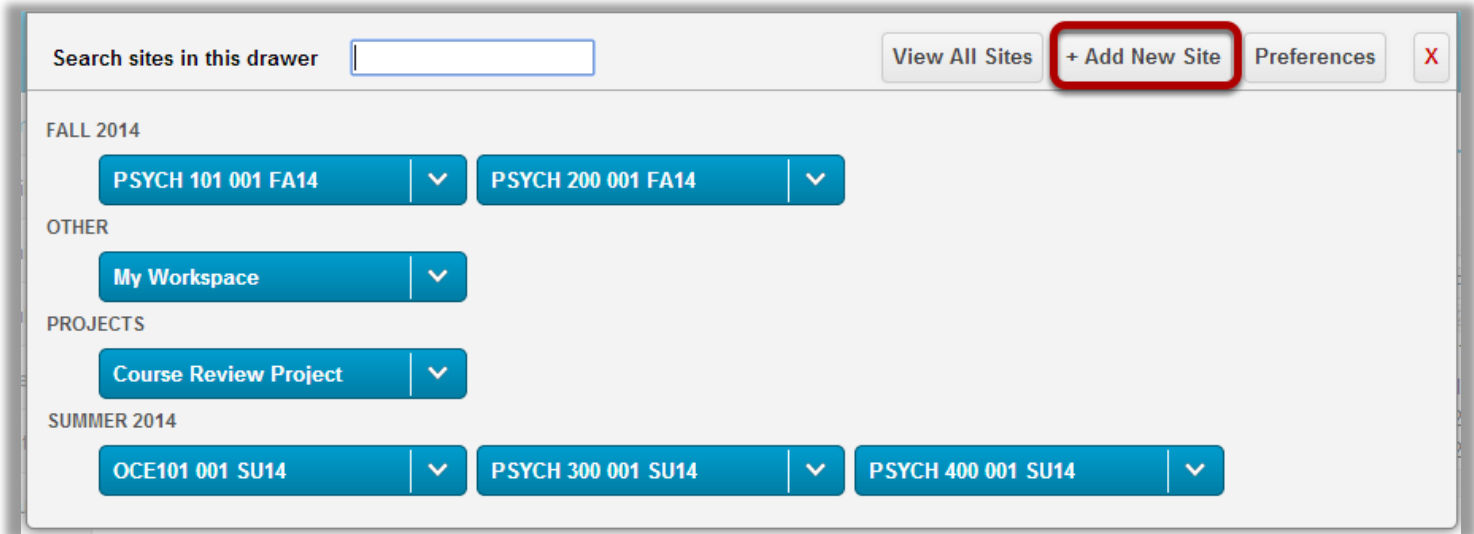 Search sites in this drawer View All Sites + Add New Site Preferences X
FALL 2014
PSYCH 101 001 FA14 PSYCH 200 001 FA14
OTHER
My Workspace
PROJECTS
Course Review Project
SUMMER 2014
OCE101 001 SU14 PSYCH 300 001 SU14 PSYCH 400 001 SU14